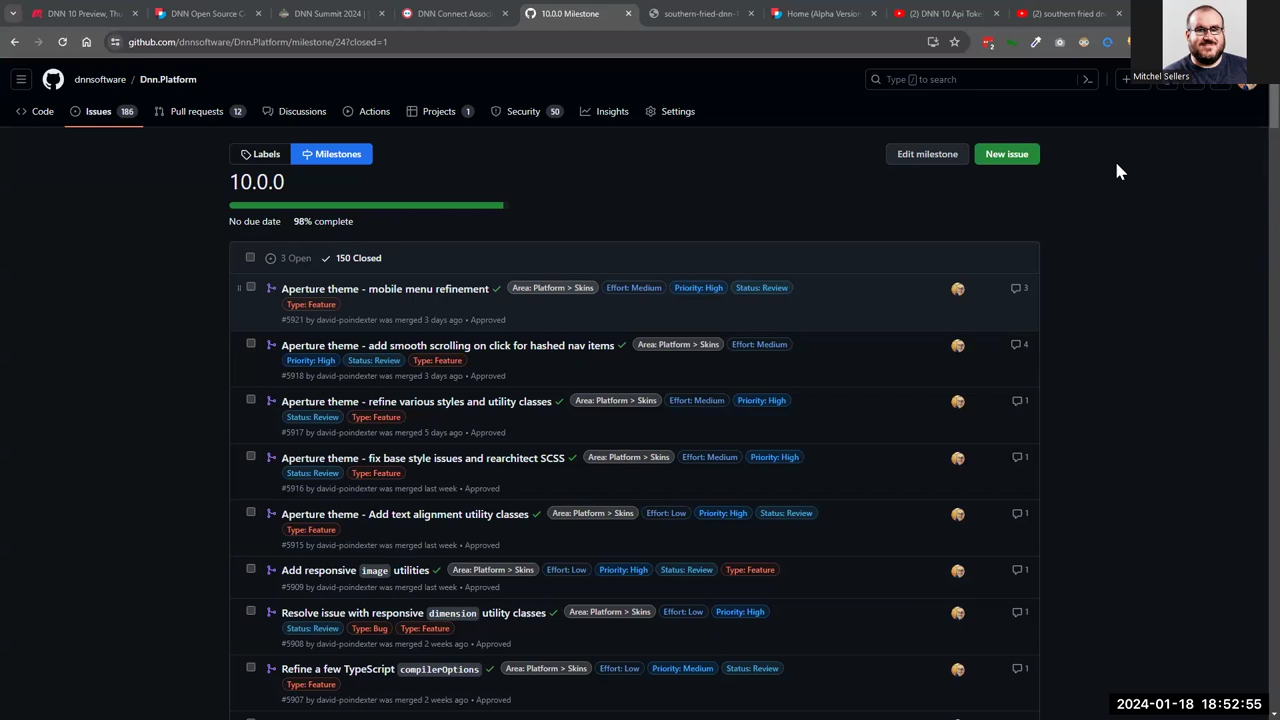 DNN 10 Preview, Thu
DNN Open Source C
DNN Summit 2024 |
DNN Connect Assoc
10.0.0 Milestone
southern-fried-dnn-
Home (Alpha Version
(2) DNN 10 Api Token
(2) southern fried dn
github.com/dnnsoftware/Dnn.Platform/milestone/24?closed=1
Mitchel Sellers
dnnsoftware / Dnn.Platform
Type / to search
Code
Issues 186
Pull requests 12
Discussions
Actions
Projects 1
Security 50
Insights
Settings
Labels
Milestones
Edit milestone
New issue
10.0.0
No due date 98% complete
3 Open 150 Closed
Aperture theme - mobile menu refinement Area: Platform > Skins Effort: Medium Priority: High Status: Review 3
Type: Feature
#5921 by david-poindexter was merged 3 days ago • Approved
Aperture theme - add smooth scrolling on click for hashed nav items Area: Platform > Skins Effort: Medium 4
Priority: High Status: Review Type: Feature
#5918 by david-poindexter was merged 3 days ago • Approved
Aperture theme - refine various styles and utility classes Area: Platform > Skins Effort: Medium Priority: High 1
Status: Review Type: Feature
#5917 by david-poindexter was merged 5 days ago • Approved
Aperture theme - fix base style issues and rearchitect SCSS Area: Platform > Skins Effort: Medium Priority: High 1
Status: Review Type: Feature
#5916 by david-poindexter was merged last week • Approved
Aperture theme - Add text alignment utility classes Area: Platform > Skins Effort: Low Priority: High Status: Review 1
Type: Feature
#5915 by david-poindexter was merged last week • Approved
Add responsive image utilities Area: Platform > Skins Effort: Low Priority: High Status: Review Type: Feature 1
#5909 by david-poindexter was merged last week • Approved
Resolve issue with responsive dimension utility classes Area: Platform > Skins Effort: Low Priority: High 1
Status: Review Type: Bug Type: Feature
#5908 by david-poindexter was merged 2 weeks ago • Approved
Refine a few TypeScript compilerOptions Area: Platform > Skins Effort: Low Priority: Medium Status: Review 1
Type: Feature
#5907 by david-poindexter was merged 2 weeks ago • Approved
2024-01-18 18:52:55